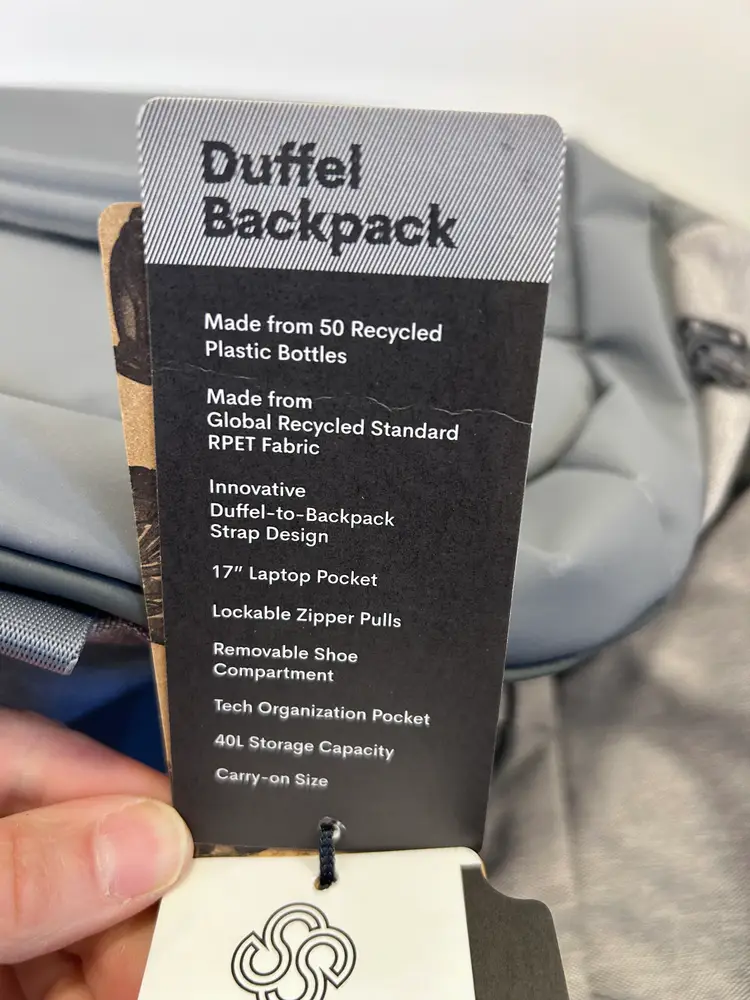 Duffel
Backpack
Made from 50 Recycled
Plastic Bottles
Made from
Global Recycled Standard
RPET Fabric
Innovative
Duffel-to-Backpack
Strap Design
17” Laptop Pocket
Lockable Zipper Pulls
Removable Shoe
Compartment
Tech Organization Pocket
40L Storage Capacity
Carry-on Size